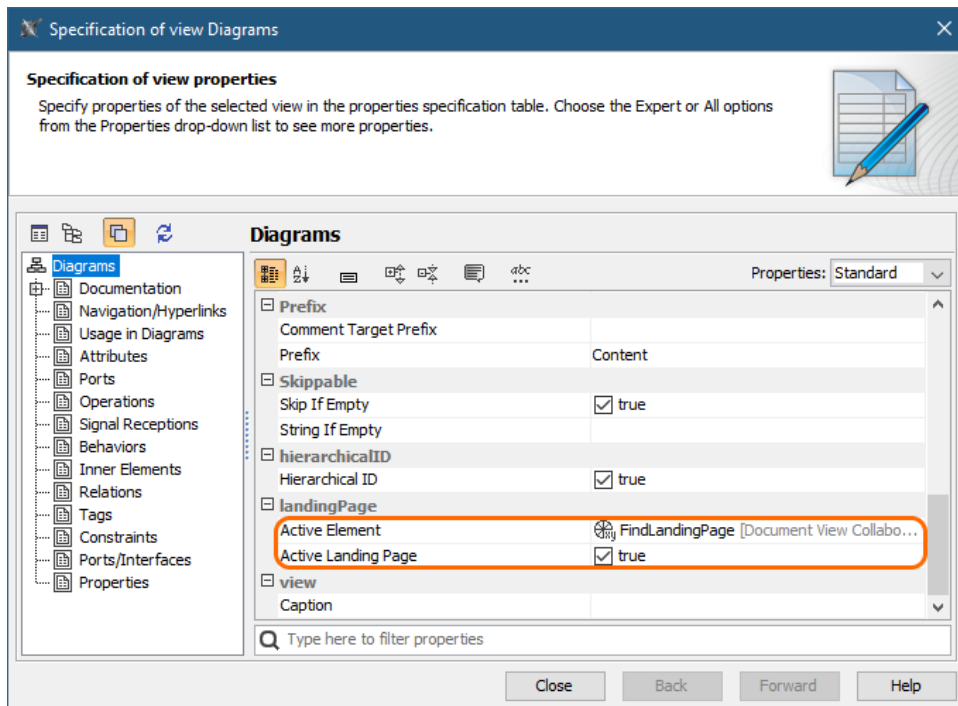 Specification of view Diagrams
Specification of view properties
Specify properties of the selected view in the properties specification table. Choose the Expert or All options
from the Properties drop-down list to see more properties.
Diagrams
Properties: Standard
Diagrams
Documentation
Navigation/Hyperlinks
Usage in Diagrams
Attributes
Ports
Operations
Signal Receptions
Behaviors
Inner Elements
Relations
Tags
Constraints
Ports/Interfaces
Properties
Prefix
Comment Target Prefix
Prefix Content
Skippable
Skip If Empty true
String If Empty
hierarchicalID
Hierarchical ID true
landingPage
Active Element FindLandingPage [Document View Collabo...
Active Landing Page true
view
Caption
Type here to filter properties
Close Back Forward Help